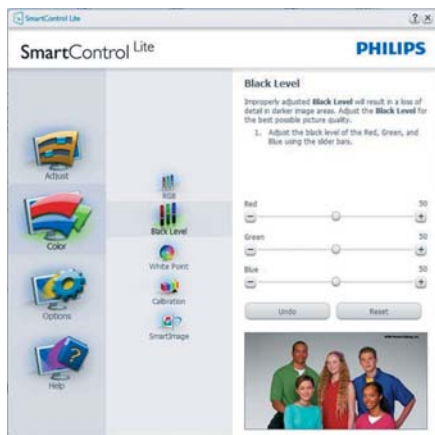 SmartControl Lite
SmartControl Lite
PHILIPS
Adjust
Color
Options
Help
RGB
Black Level
White Point
Calibration
SmartImage
Black Level
Improperly adjusted Black Level will result in a loss of
detail in darker image areas. Adjust the Black Level for
the best possible picture quality.
1. Adjust the black level of the Red, Green, and
Blue using the slider bars.
Red 50
Green 50
Blue 50
Undo Reset